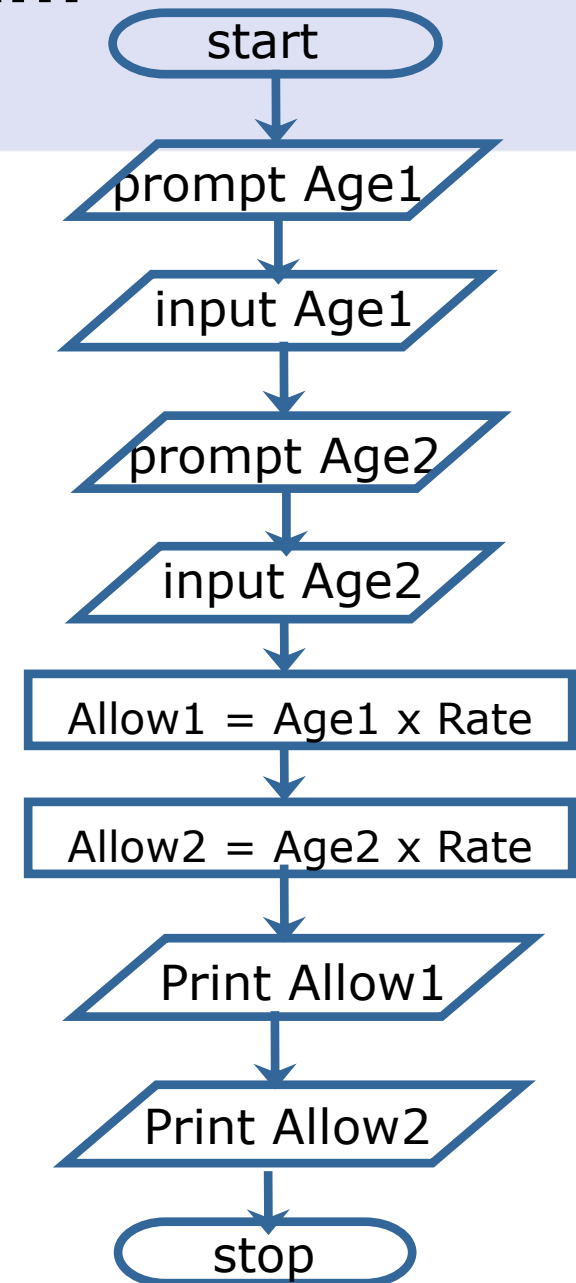 start
prompt Age1
input Age1
prompt Age2
input Age2
Allow1 = Age1 x Rate
Allow2 = Age2 x Rate
Print Allow1
Print Allow2
stop